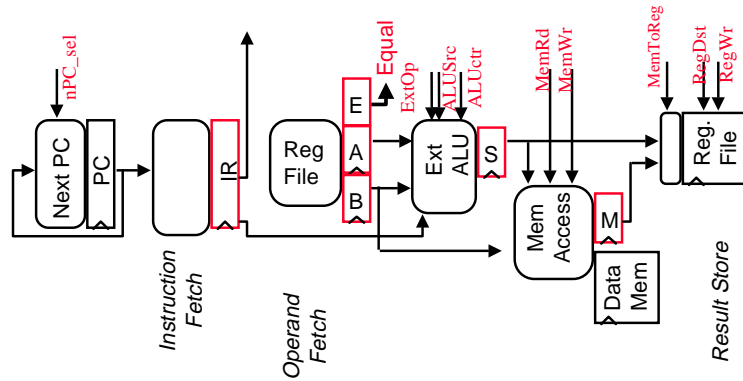 nPC_sel
Next PC
PC
Instruction
Fetch
IR
Operand
Fetch
Reg
File
E
A
B
Equal
ExtOp
ALUSrc
ALUctr
Ext
ALU
S
MemRd
MemWr
Mem
Access
M
Data
Mem
MemToReg
RegDst
RegWr
Reg.
File
Result Store